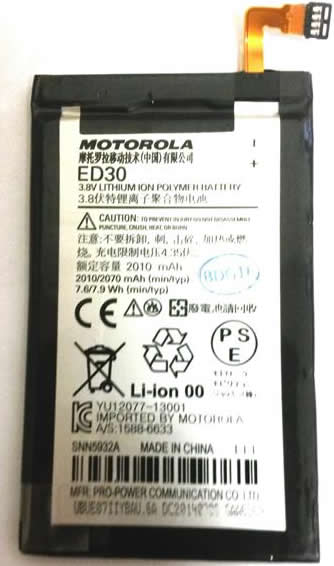 MOTOROLA
摩托罗拉移动技术(中国)有限公司
ED30
3.8V LITHIUM ION POLYMER BATTERY
3.8伏特锂离子聚合物电池
CAUTION: TO PREVENT INJURY DO NOT DISASSEMBLE,
PUNCTURE, CRUSH, HEAT, OR BURN
注意:不要拆卸, 刺, 击碎, 加热或燃
烧。充电限制电压4.35伏
额定容量 2010 mAh
2010/2070 mAh (min/typ)
7.6/7.9 Wh (min/typ)
廢電池請回收
P S
E
Li-ion 00
YU12077-13001
IMPORTED BY MOTOROLA
A/S:1588-6633
SNN5932A MADE IN CHINA
MFR: PRO-POWER COMMUNICATION CO LTD